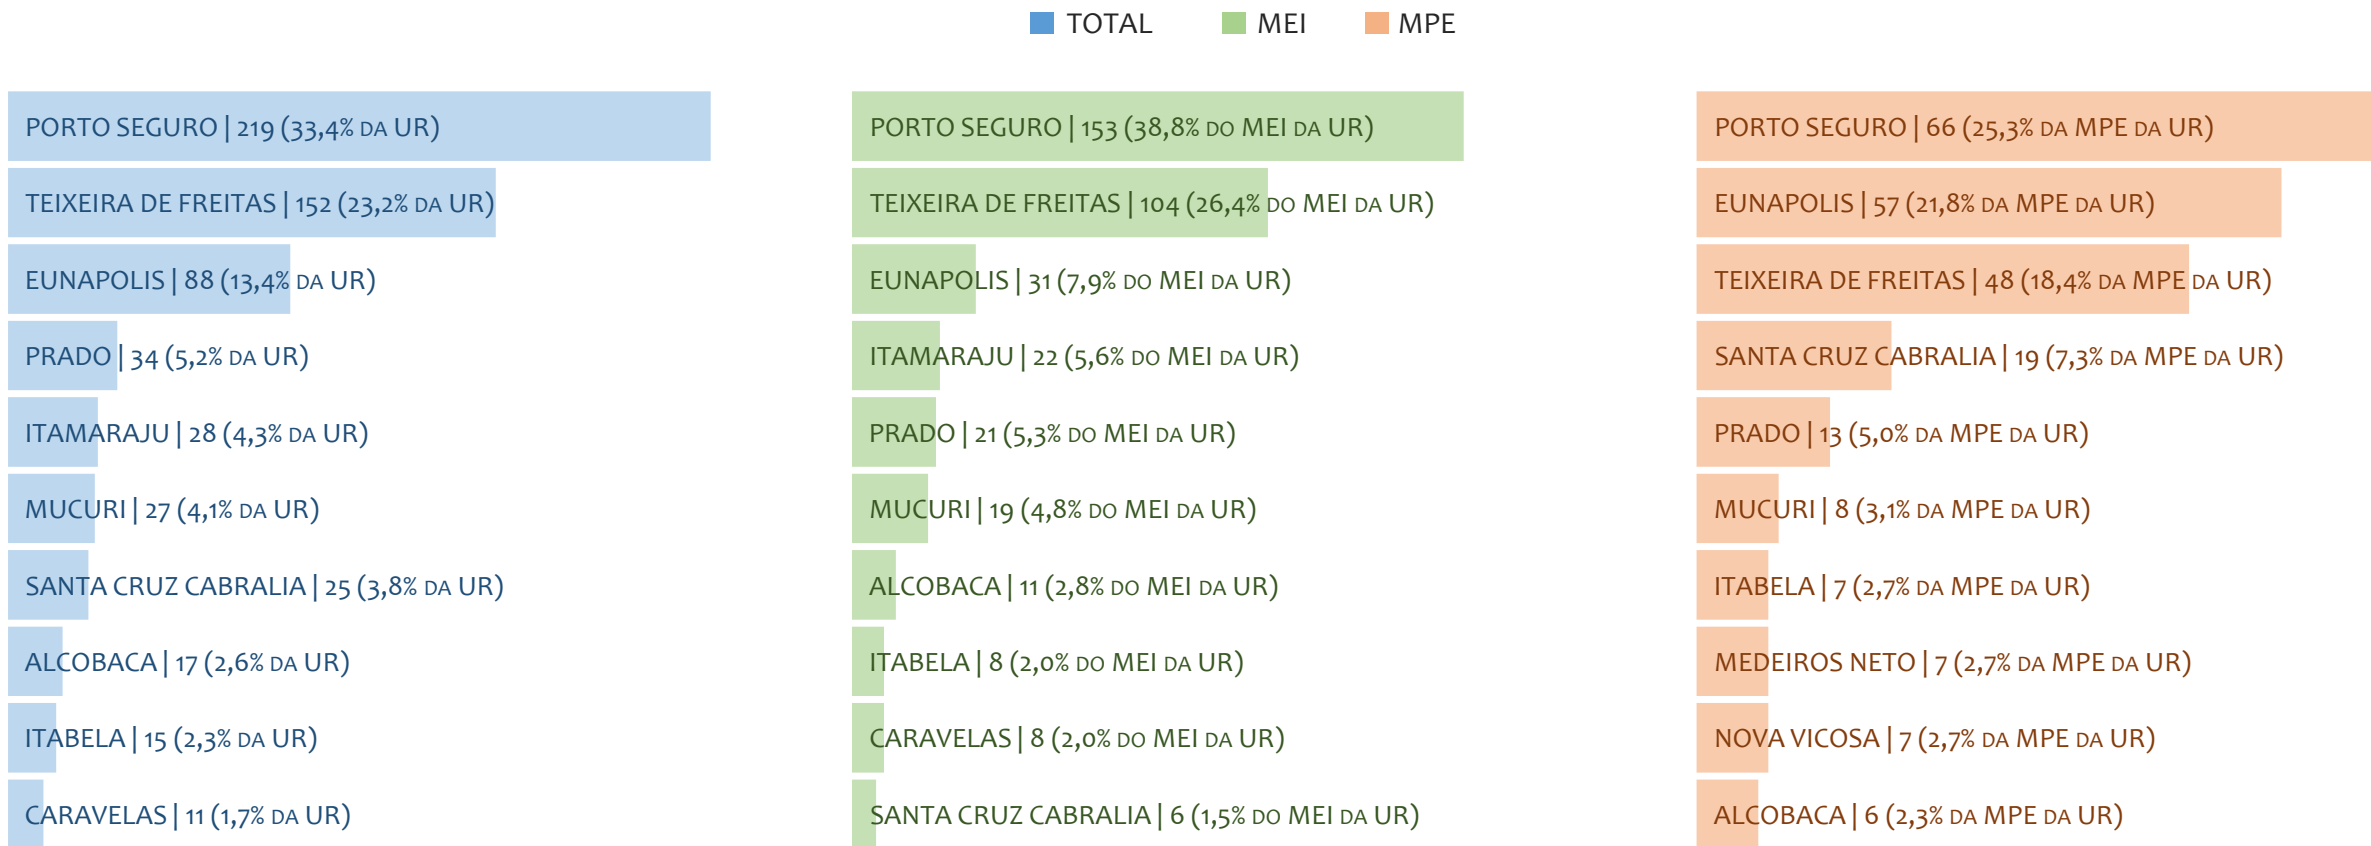 TOTAL MEI MPE
PORTO SEGURO | 219 (33,4% DA UR)
TEIXEIRA DE FREITAS | 152 (23,2% DA UR)
EUNAPOLIS | 88 (13,4% DA UR)
PRADO | 34 (5,2% DA UR)
ITAMARAJU | 28 (4,3% DA UR)
MUCURI | 27 (4,1% DA UR)
SANTA CRUZ CABRALIA | 25 (3,8% DA UR)
ALCOBACA | 17 (2,6% DA UR)
ITABELA | 15 (2,3% DA UR)
CARAVELAS | 11 (1,7% DA UR)
PORTO SEGURO | 153 (38,8% DO MEI DA UR)
TEIXEIRA DE FREITAS | 104 (26,4% DO MEI DA UR)
EUNAPOLIS | 31 (7,9% DO MEI DA UR)
ITAMARAJU | 22 (5,6% DO MEI DA UR)
PRADO | 21 (5,3% DO MEI DA UR)
MUCURI | 19 (4,8% DO MEI DA UR)
ALCOBACA | 11 (2,8% DO MEI DA UR)
ITABELA | 8 (2,0% DO MEI DA UR)
CARAVELAS | 8 (2,0% DO MEI DA UR)
SANTA CRUZ CABRALIA | 6 (1,5% DO MEI DA UR)
PORTO SEGURO | 66 (25,3% DA MPE DA UR)
EUNAPOLIS | 57 (21,8% DA MPE DA UR)
TEIXEIRA DE FREITAS | 48 (18,4% DA MPE DA UR)
SANTA CRUZ CABRALIA | 19 (7,3% DA MPE DA UR)
PRADO | 13 (5,0% DA MPE DA UR)
MUCURI | 8 (3,1% DA MPE DA UR)
ITABELA | 7 (2,7% DA MPE DA UR)
MEDEIROS NETO | 7 (2,7% DA MPE DA UR)
NOVA VICOSA | 7 (2,7% DA MPE DA UR)
ALCOBACA | 6 (2,3% DA MPE DA UR)